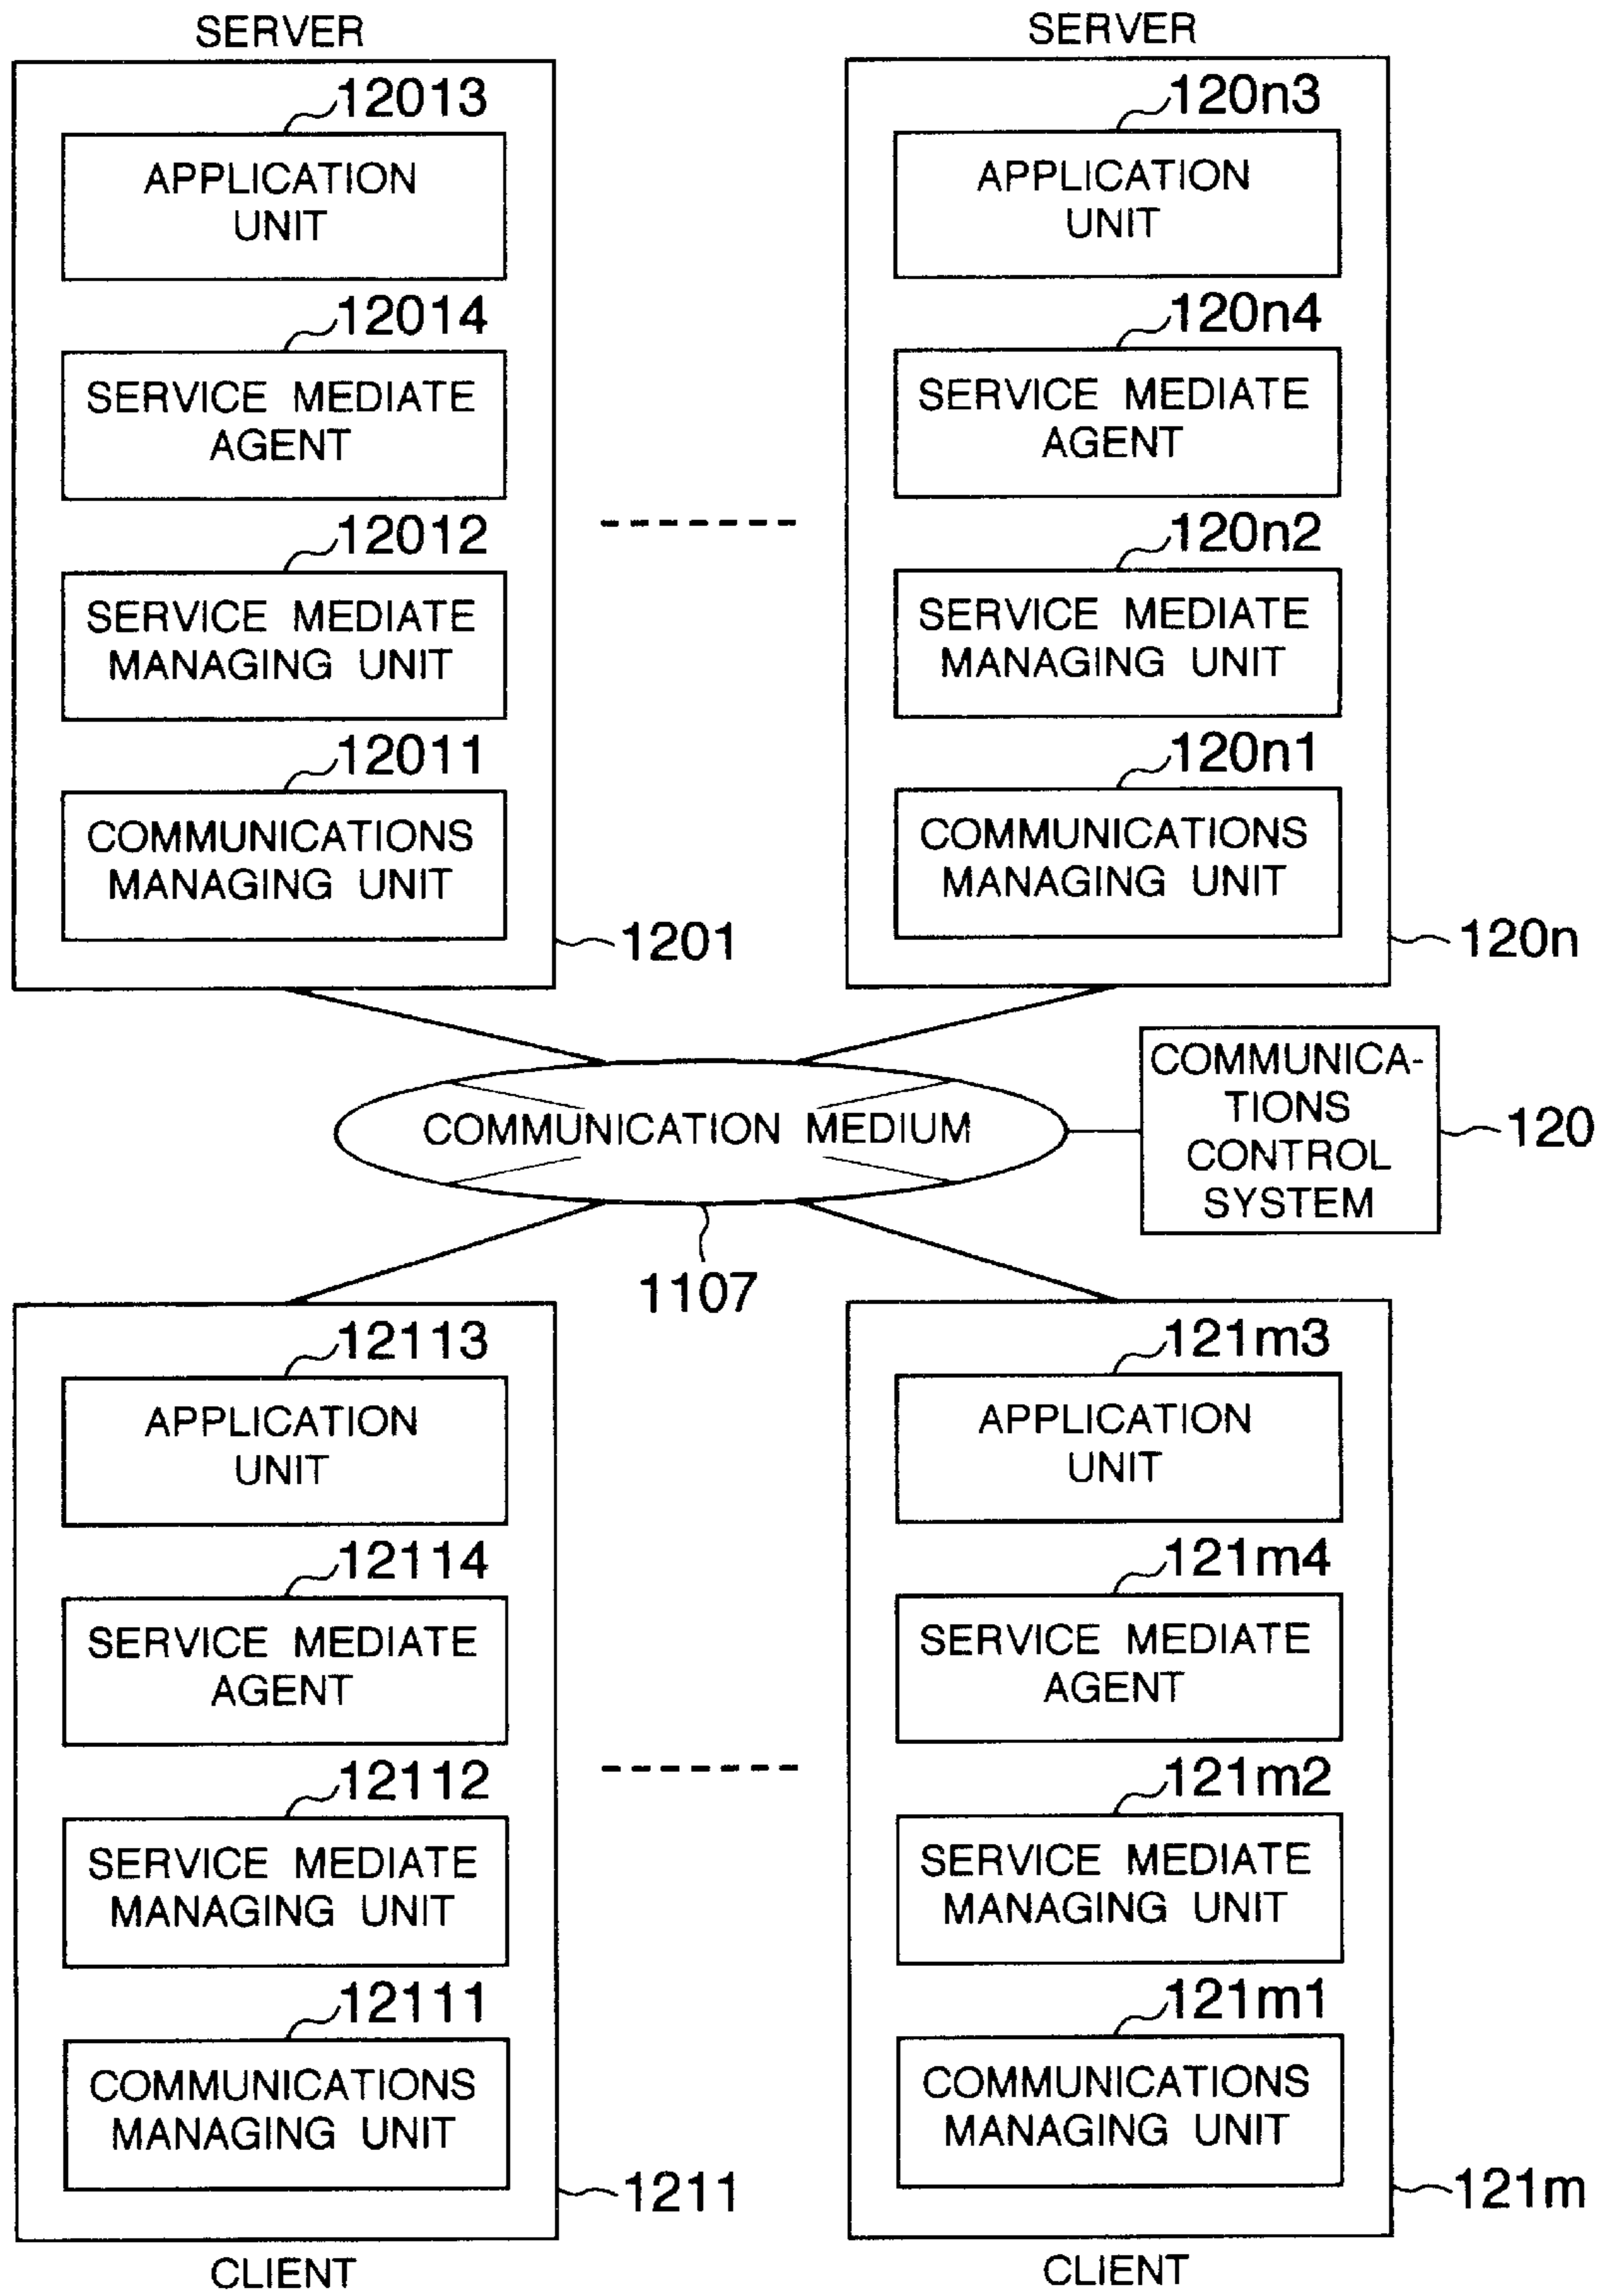 SERVER
12013
APPLICATION
UNIT
12014
SERVICE MEDIATE
AGENT
12012
SERVICE MEDIATE
MANAGING UNIT
12011
COMMUNICATIONS
MANAGING UNIT
1201
SERVER
120n3
APPLICATION
UNIT
120n4
SERVICE MEDIATE
AGENT
120n2
SERVICE MEDIATE
MANAGING UNIT
120n1
COMMUNICATIONS
MANAGING UNIT
120n
COMMUNICATION MEDIUM
1107
COMMUNICA-
TIONS
CONTROL
SYSTEM
120
12113
APPLICATION
UNIT
12114
SERVICE MEDIATE
AGENT
12112
SERVICE MEDIATE
MANAGING UNIT
12111
COMMUNICATIONS
MANAGING UNIT
1211
CLIENT
121m3
APPLICATION
UNIT
121m4
SERVICE MEDIATE
AGENT
121m2
SERVICE MEDIATE
MANAGING UNIT
121m1
COMMUNICATIONS
MANAGING UNIT
121m
CLIENT